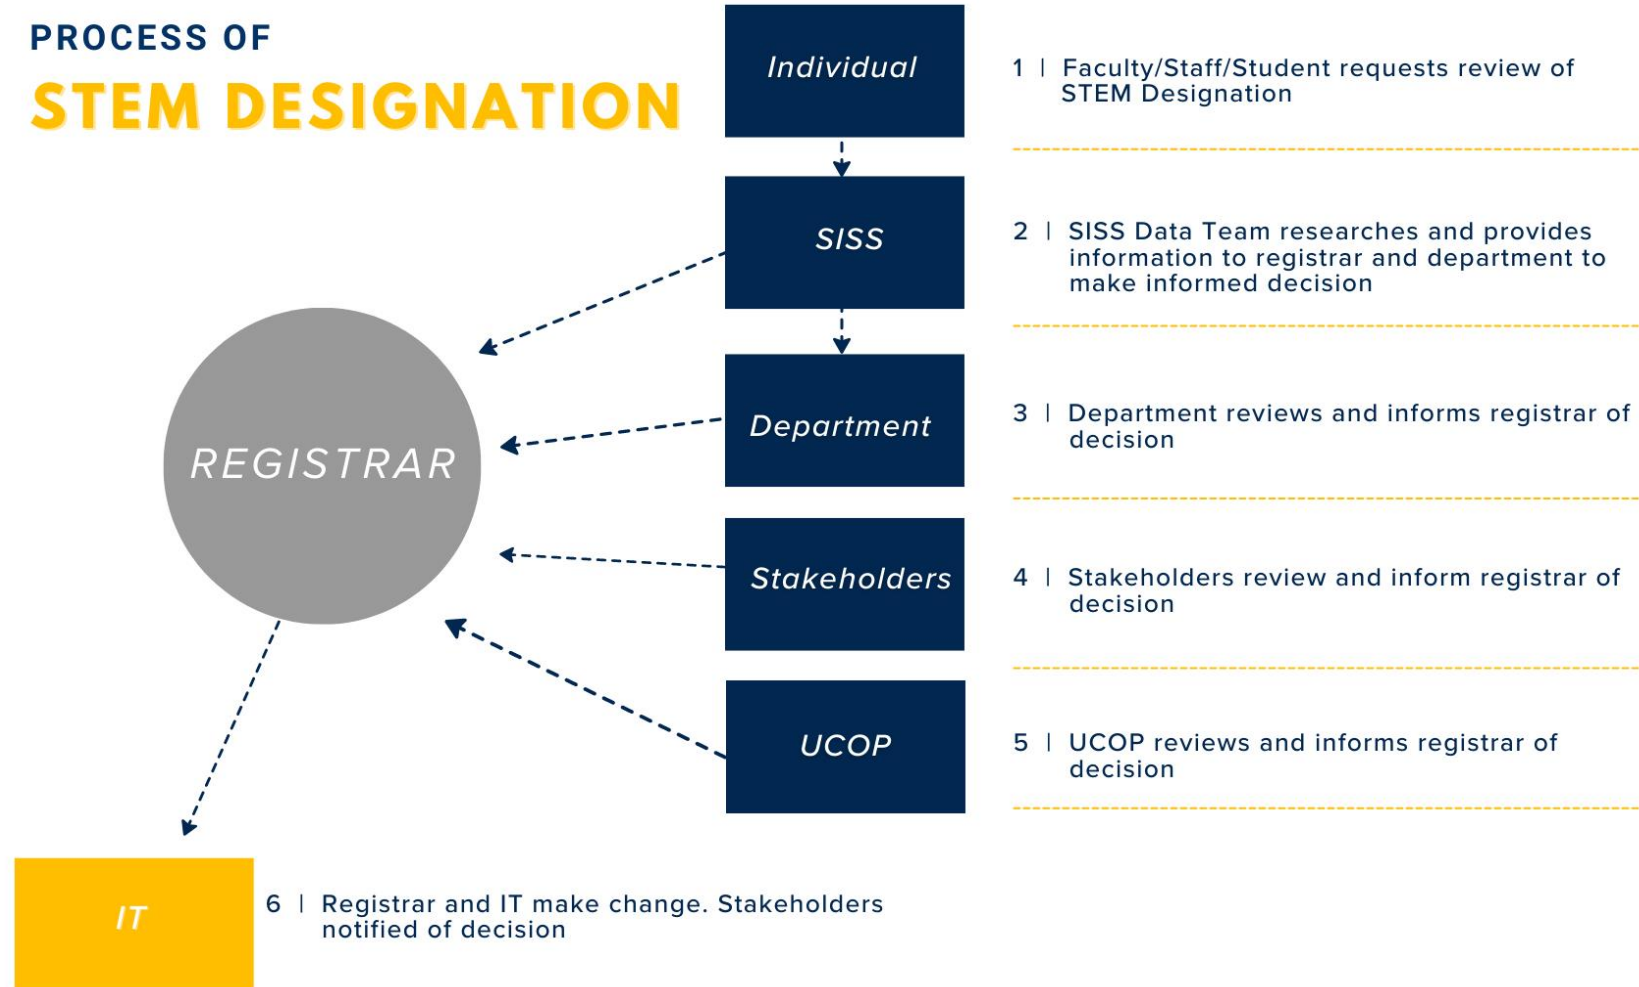 PROCESS OF
STEM DESIGNATION
Individual
1 | Faculty/Staff/Student requests review of
STEM Designation
SISS
2 | SISS Data Team researches and provides
information to registrar and department to
make informed decision
REGISTRAR
Department
3 | Department reviews and informs registrar of
decision
Stakeholders
4 | Stakeholders review and inform registrar of
decision
UCOP
5 | UCOP reviews and informs registrar of
decision
IT
6 | Registrar and IT make change. Stakeholders
notified of decision